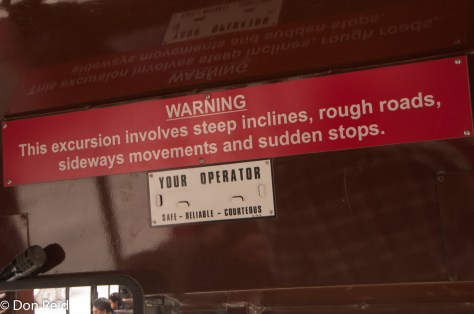 WARNING
This excursion involves steep inclines, rough roads,
sideways movements and sudden stops.
YOUR OPERATOR
SAFE - RELIABLE - COURTEOUS
© Don Reid